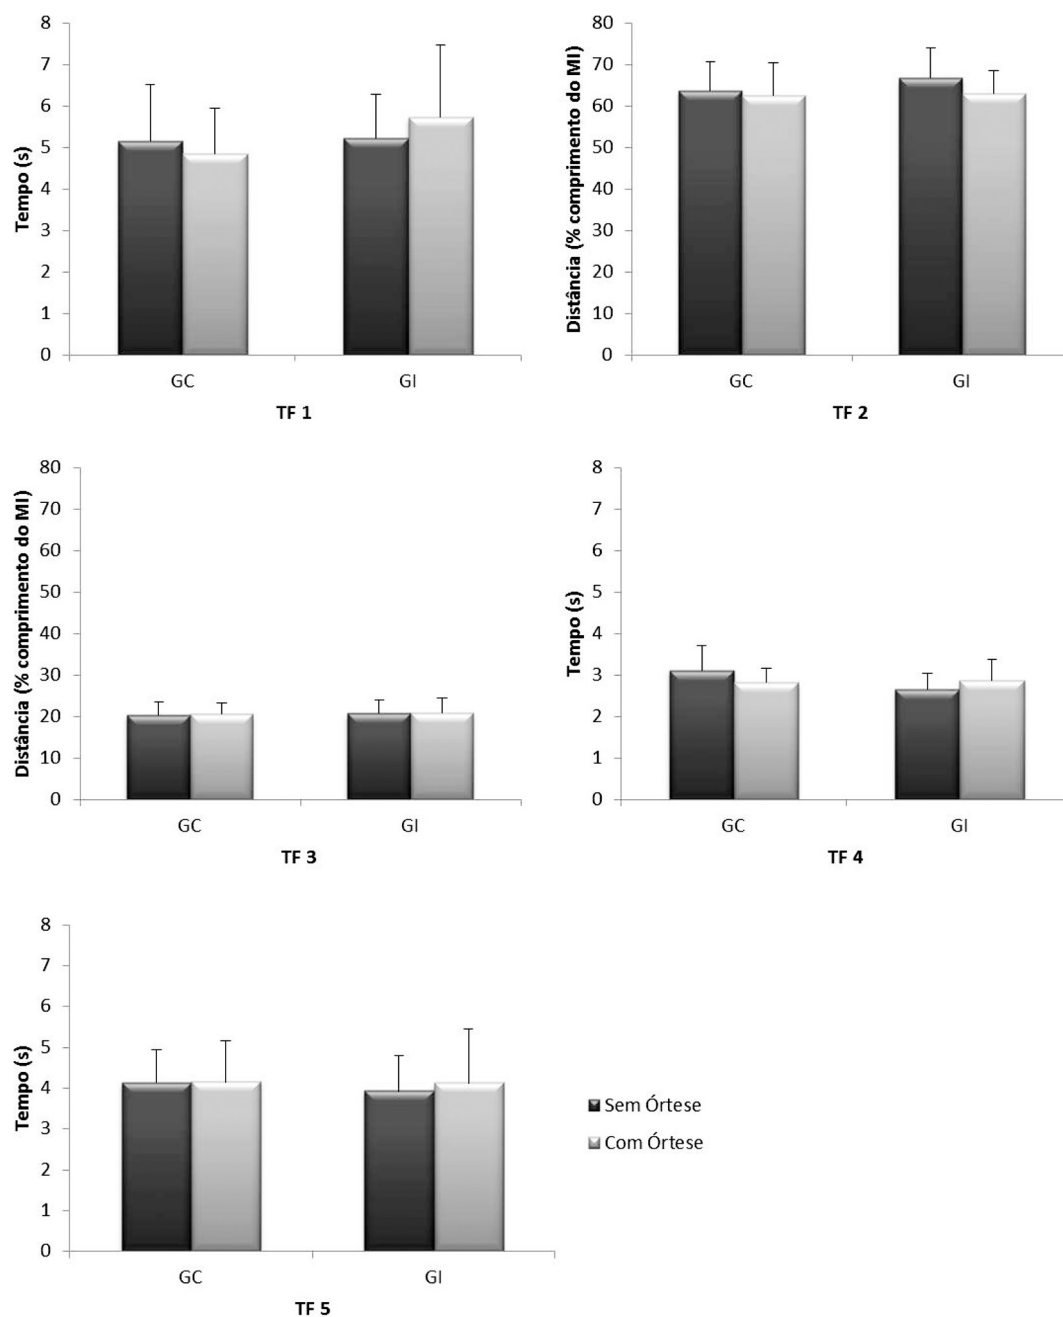 Tempo (s)
8
7
6
5
4
3
2
1
0
GC
GI
TF 1
Distância (% comprimento do MI)
80
70
60
50
40
30
20
10
0
GC
GI
TF 2
Distância (% comprimento do MI)
80
70
60
50
40
30
20
10
0
GC
GI
TF 3
Tempo (s)
8
7
6
5
4
3
2
1
0
GC
GI
TF 4
Tempo (s)
8
7
6
5
4
3
2
1
0
GC
GI
TF 5
Sem Órtese
Com Órtese